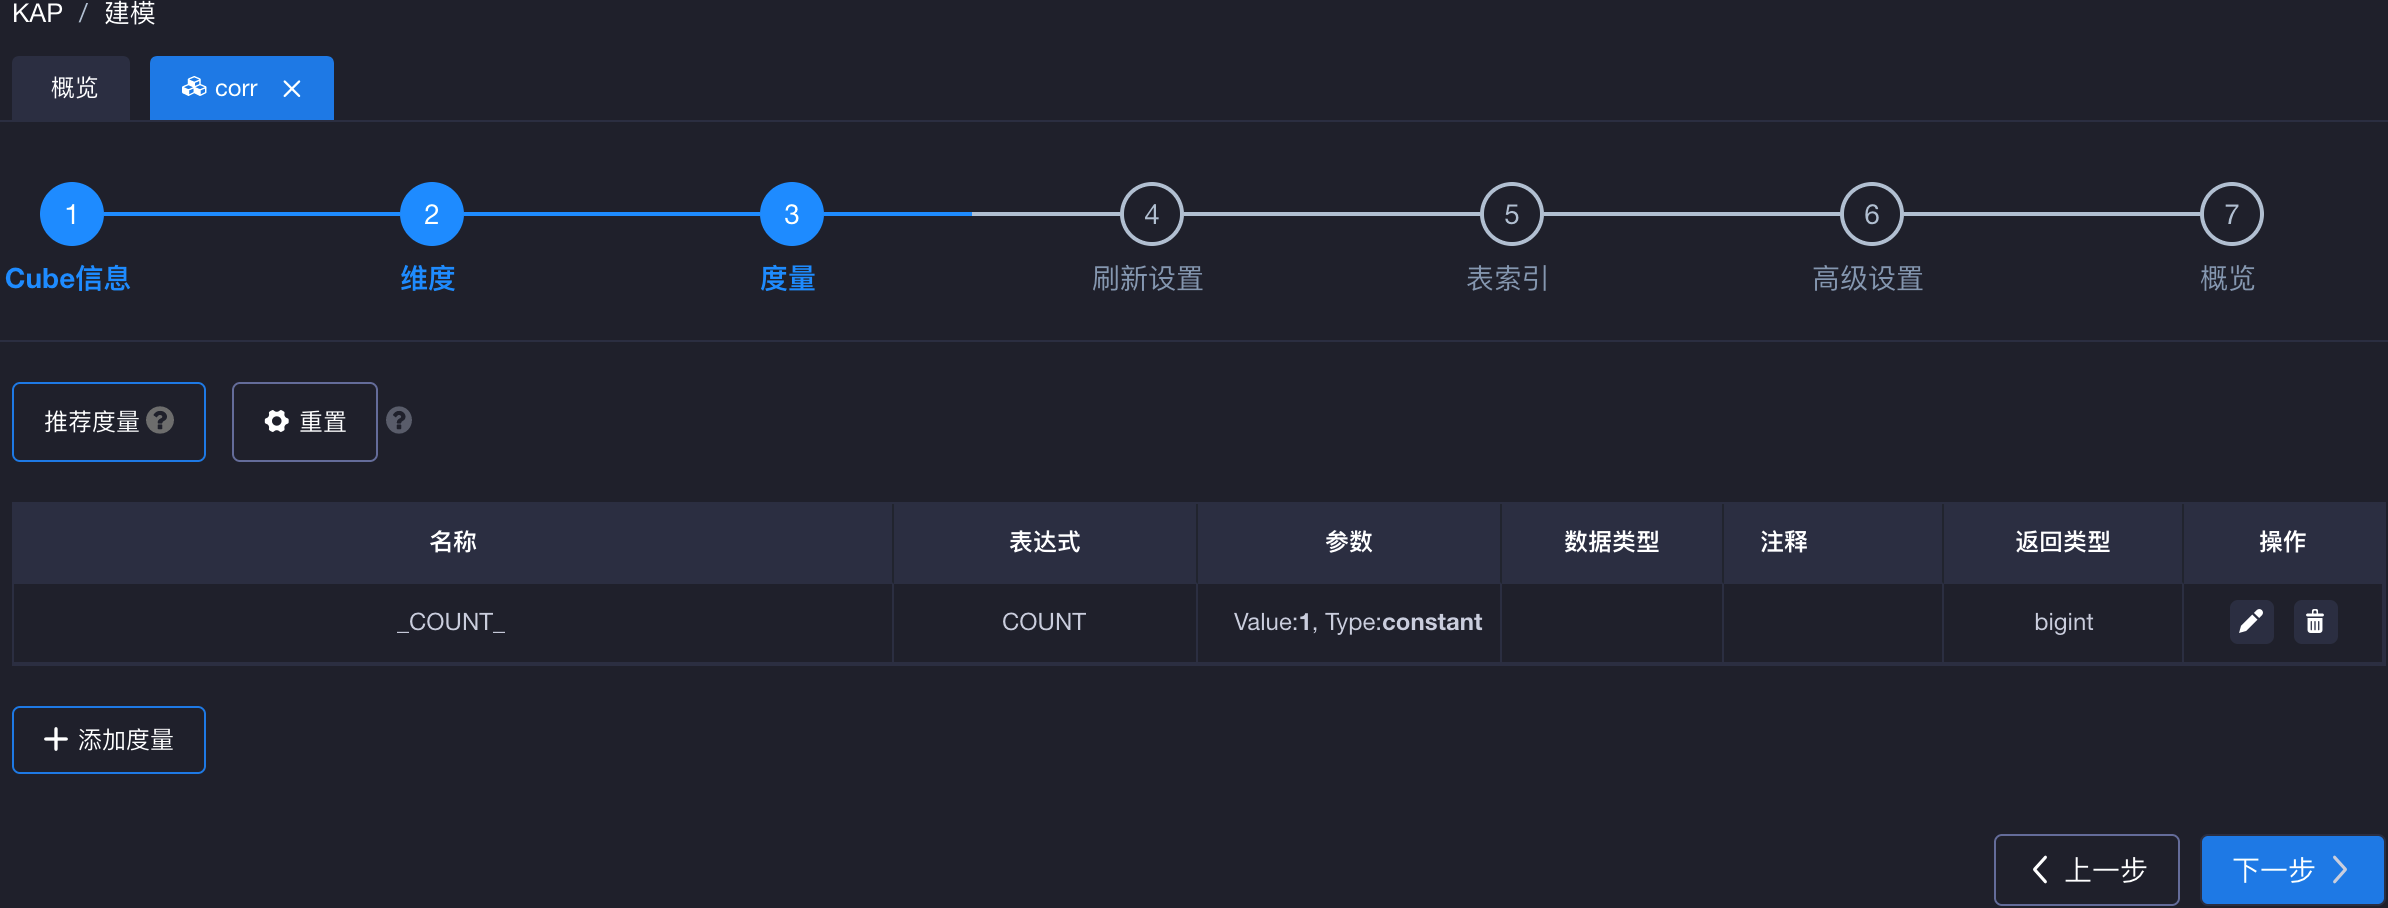 KAP / 建模
概览 corr
1 2 3 4 5 6 7
Cube信息 维度 度量 刷新设置 表索引 高级设置 概览
推荐度量 ? 重置 ?
名称 表达式 参数 数据类型 注释 返回类型 操作
_COUNT_ COUNT Value:1, Type:constant bigint
添加度量
上一步 下一步